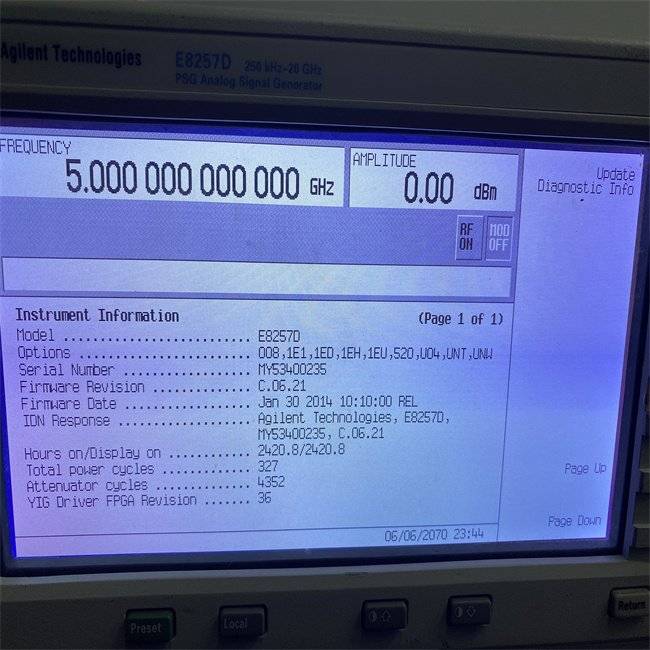 Agilent Technologies
E8257D 250 kHz-20 GHz
PSG Analog Signal Generator
FREQUENCY
5.000 000 000 000 GHz
AMPLITUDE
0.00 dBm
RF
ON
MOD
OFF
Update
Diagnostic Info
Instrument Information (Page 1 of 1)
Model ......................... E8257D
Options ....................... 008,1E1,1ED,1EH,1EU,520,U04,UNT,UNW
Serial Number ................. MY53400235
Firmware Revision ............. C.06.21
Firmware Date ................. Jan 30 2014 10:10:00 REL
IDN Response .................. Agilent Technologies, E8257D,
MY53400235, C.06.21
Hours on/Display on ........... 2420.8/2420.8
Total power cycles ............ 327
Attenuator cycles ............. 4352
YIG Driver FPGA Revision ...... 36
Page Up
Page Down
06/06/2070 23:44
Preset
Local
Return